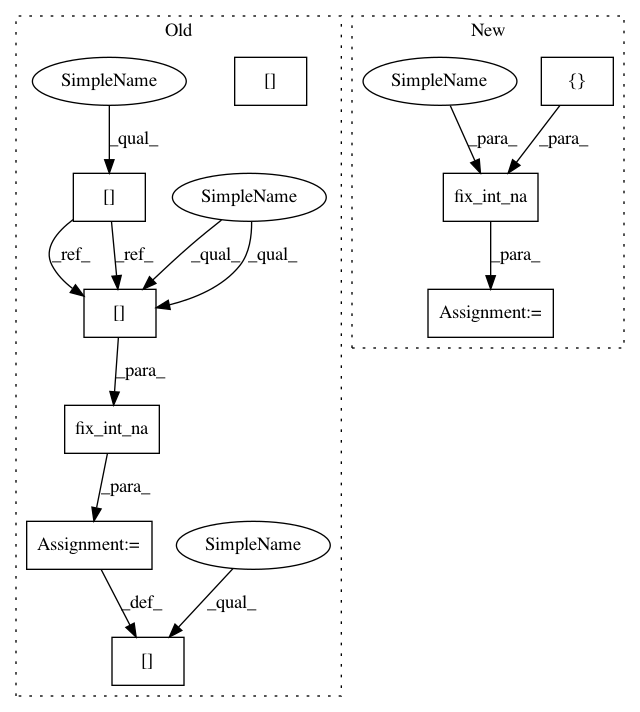 Old
New
SimpleName
[]
SimpleName
{}
_qual_
_para_
_para_
[]
SimpleName
fix_int_na
_ref_
_ref_
_qual_
_qual_
_para_
[]
Assignment:=
_para_
fix_int_na
_para_
Assignment:=
SimpleName
_def_
_qual_
[]